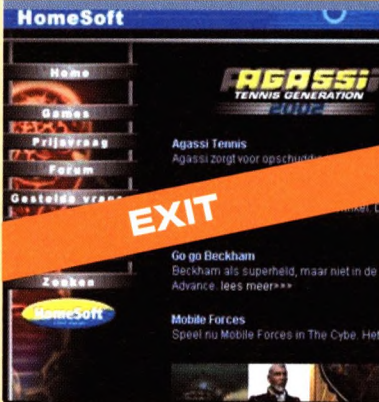 HomeSoft
Home
Games
Prijsvraag
Forum
Gestelde
Zoeken
HomeSoft
AGASSI
TENNIS GENERATION
2002
Agassi Tennis
Agassi zorgt voor
EXIT
Go go Beckham
Beckham als superheld, maar niet in de
Advance. lees meer>>>
Mobile Forces
Speel nu Mobile Forces in The Cybe. Het